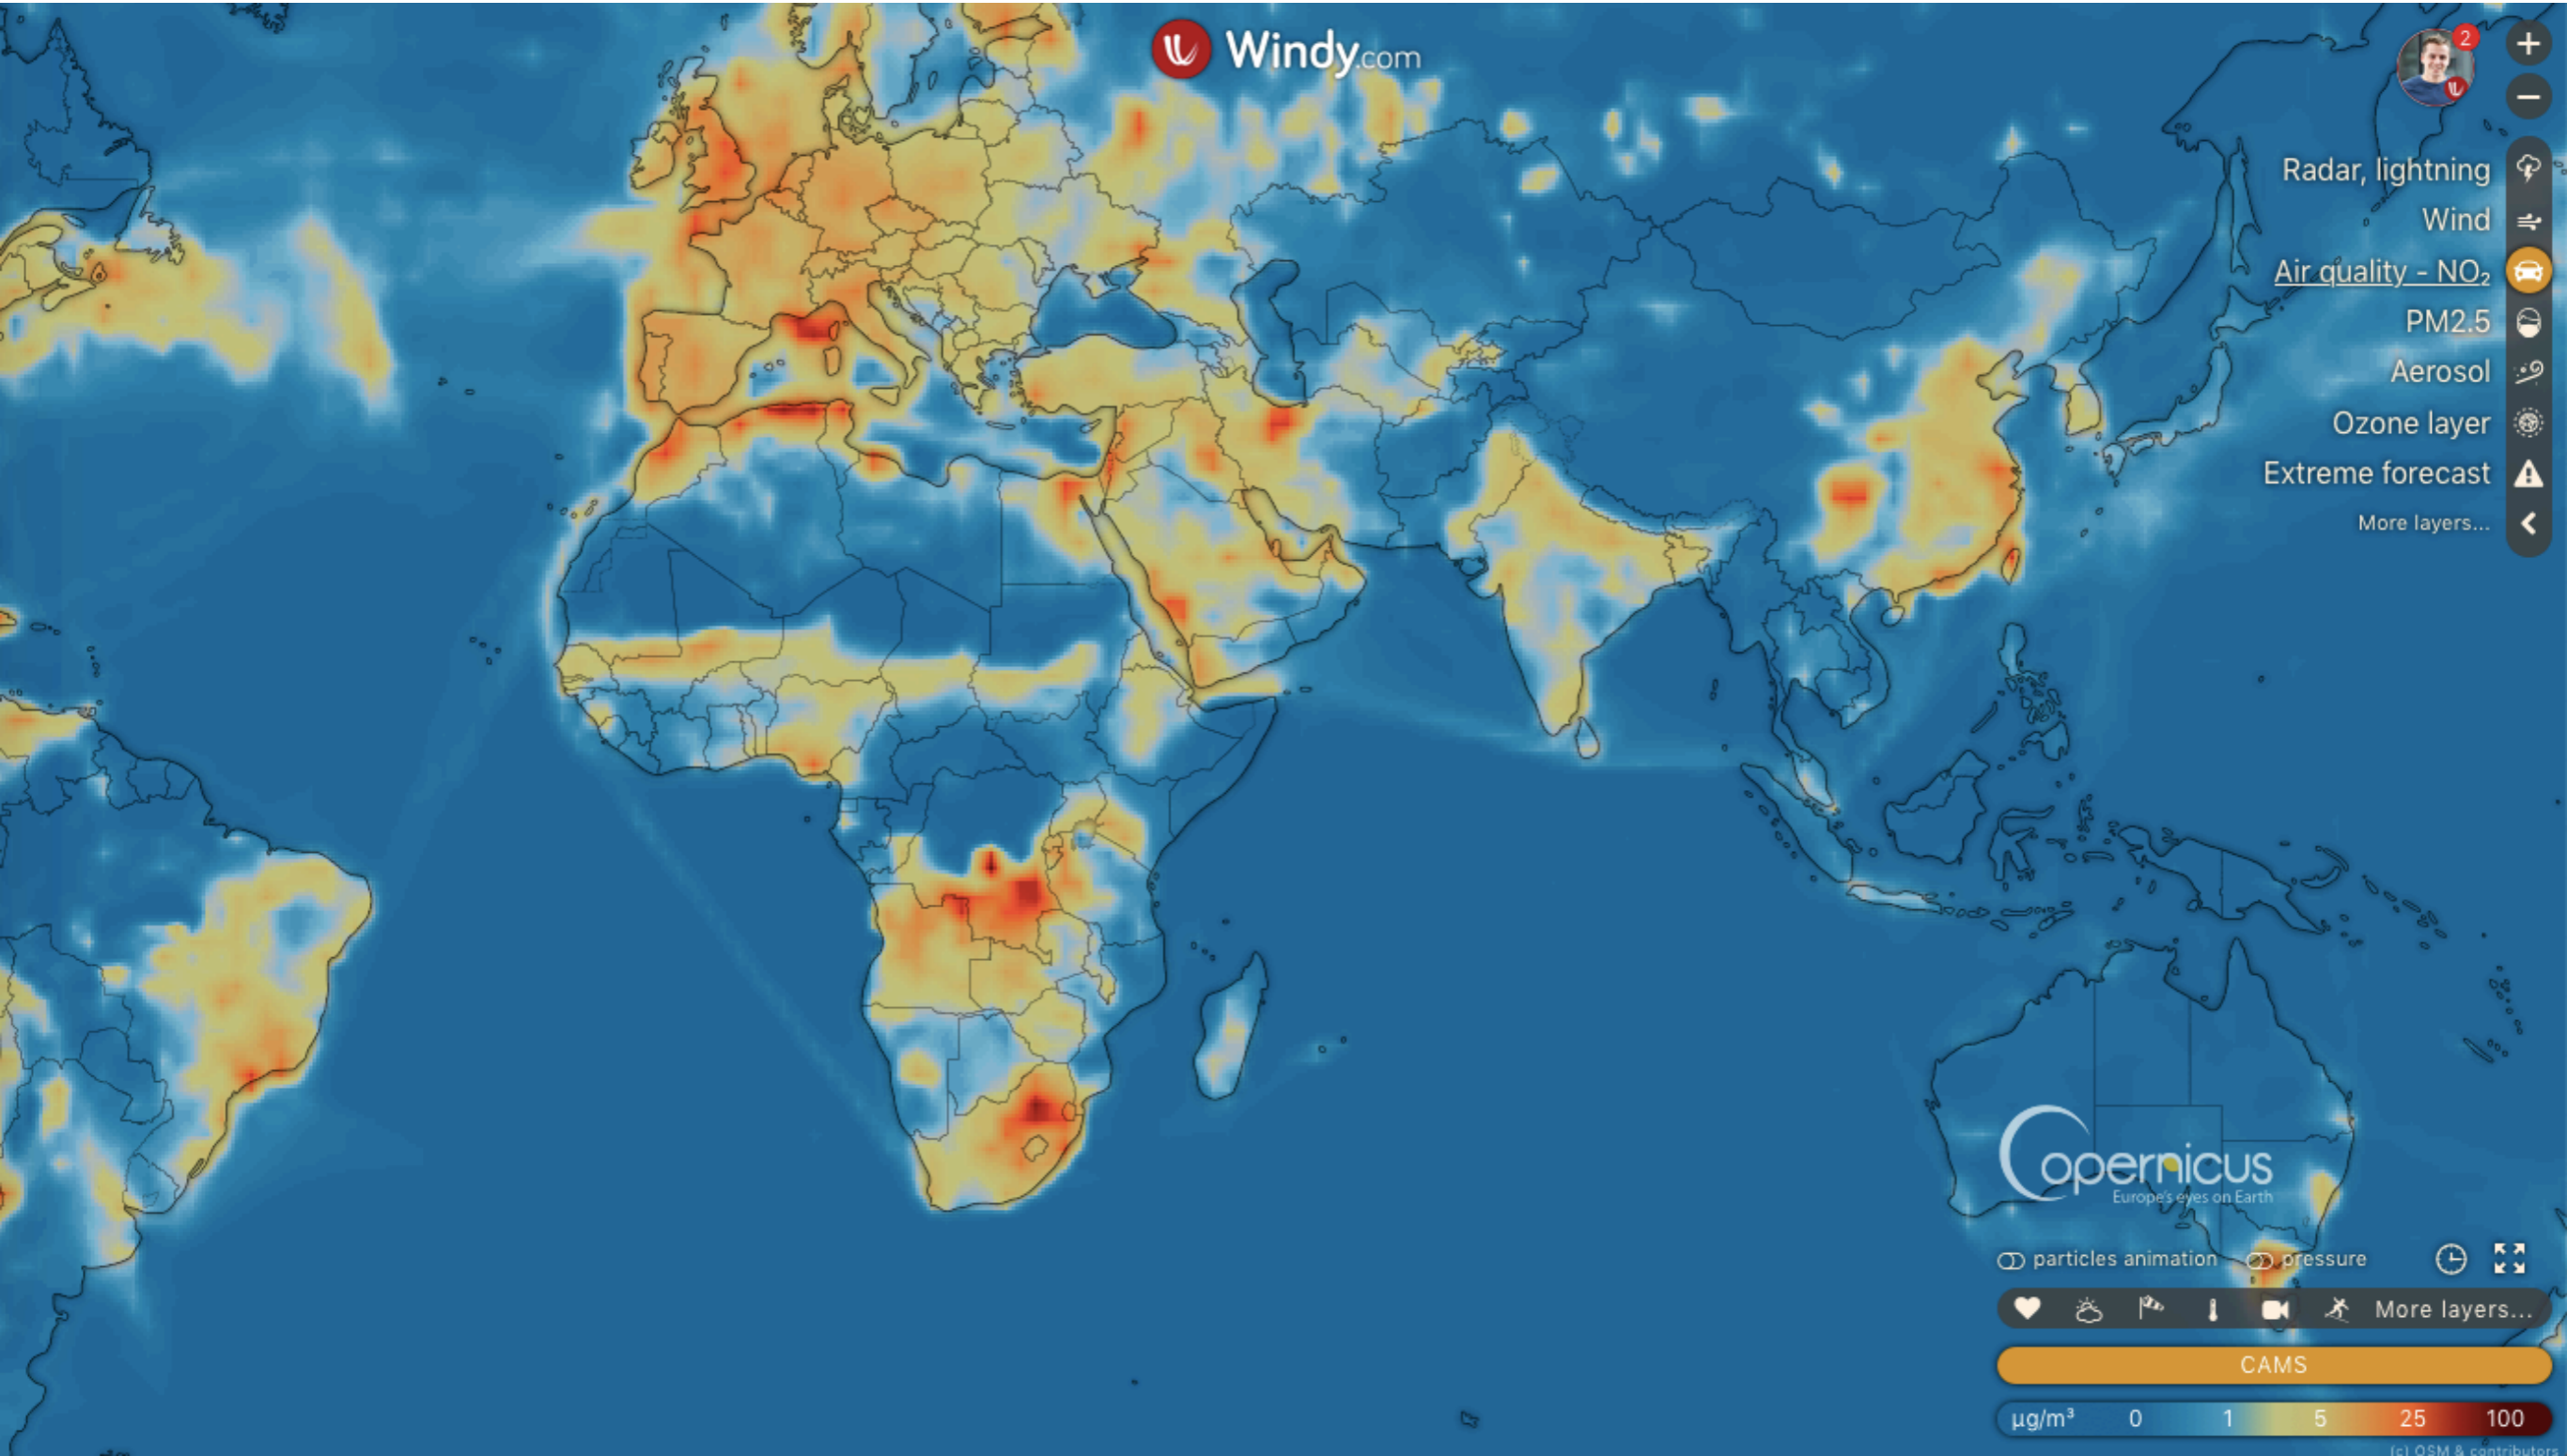 Windy.com
2
+
−
Radar, lightning
Wind
Air quality - NO₂
PM2.5
Aerosol
Ozone layer
Extreme forecast
More layers...
Copernicus
Europe's eyes on Earth
particles animation pressure
More layers...
CAMS
µg/m³ 0 1 5 25 100
(c) OSM & contributors